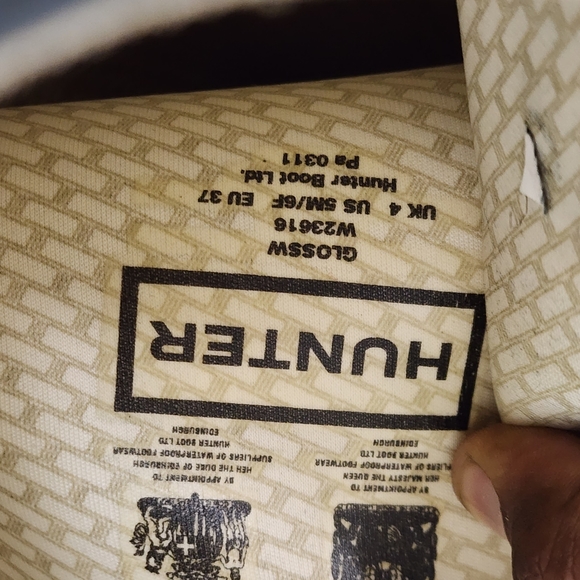 BY APPOINTMENT TO
HER MAJESTY THE QUEEN
PLIERS OF WATERPROOF FOOTWEAR
HUNTER BOOT LTD
EDINBURGH
BY APPOINTMENT TO
HRH THE DUKE OF EDINBURGH
SUPPLIERS OF WATERPROOF FOOTWEAR
HUNTER BOOT LTD
EDINBURGH
HUNTER
GLOSSW
W23616
UK 4 US 5M/6F EU 37
Hunter Boot Ltd.
Pa 0311